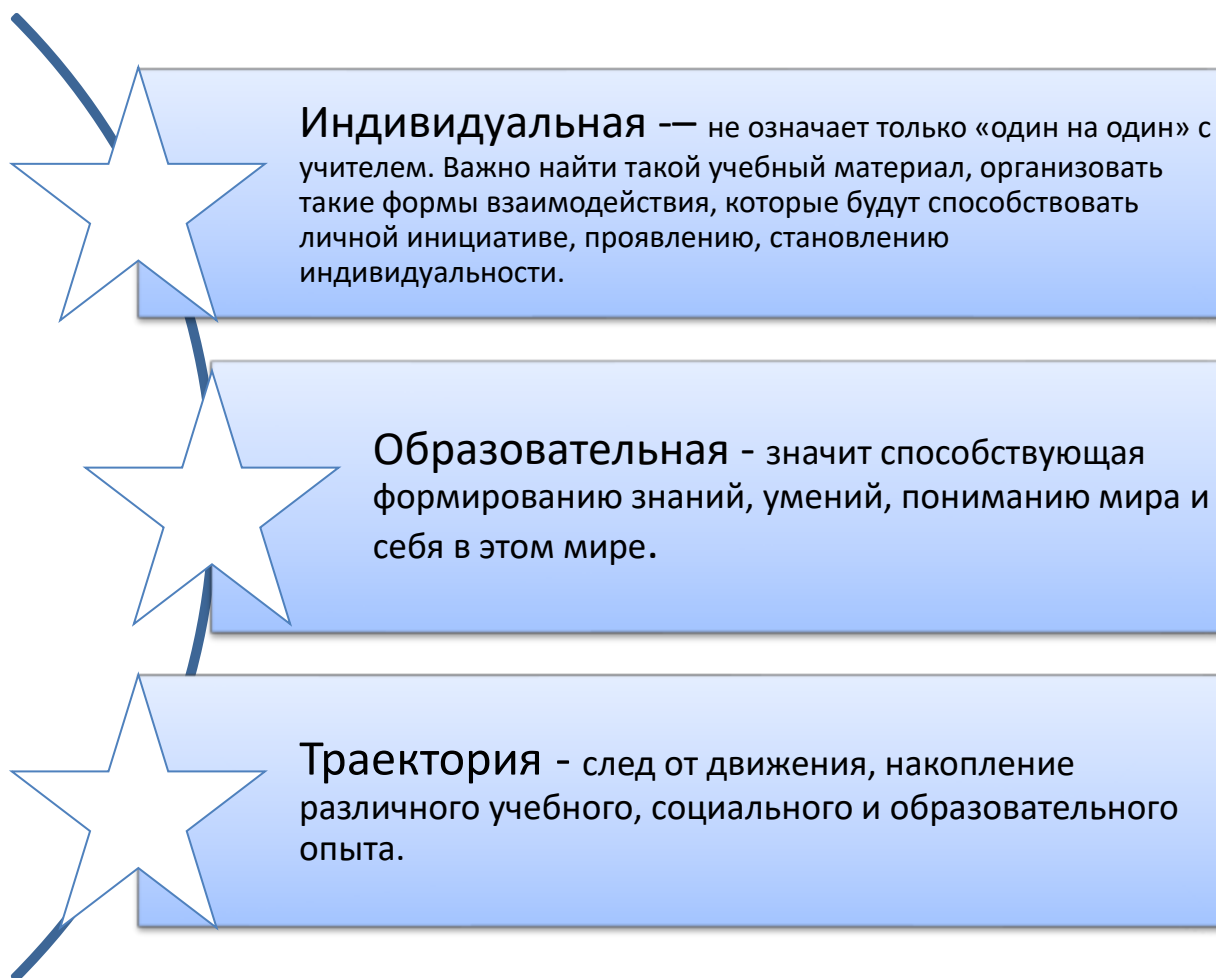 Индивидуальная -– не означает только «один на один» с
учителем. Важно найти такой учебный материал, организовать
такие формы взаимодействия, которые будут способствовать
личной инициативе, проявлению, становлению
индивидуальности.
Образовательная - значит способствующая
формированию знаний, умений, пониманию мира и
себя в этом мире.
Траектория - след от движения, накопление
различного учебного, социального и образовательного
опыта.